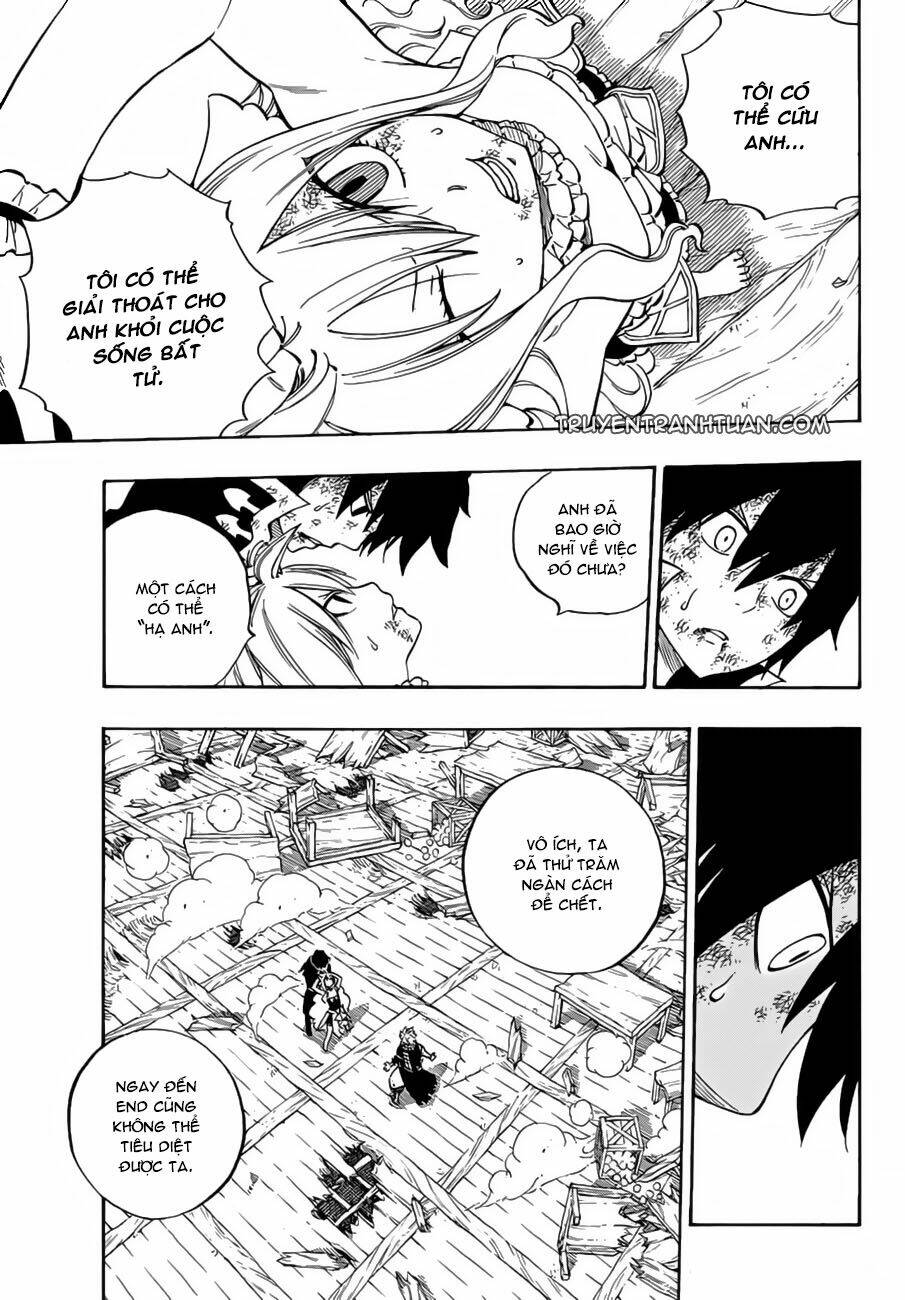 TÔI CÓ
THỂ CỨU
ANH...
TÔI CÓ THỂ
GIẢI THOÁT CHO
ANH KHỎI CUỘC
SỐNG BẤT
TỬ.
TRUYENTRANHTUAN.COM
ANH ĐÃ
BAO GIỜ
NGHĨ VỀ VIỆC
ĐÓ CHƯA?
MỘT CÁCH
CÓ THỂ
"HẠ ANH".
VÔ ÍCH, TA
ĐÃ THỬ TRĂM
NGÀN CÁCH
ĐỂ CHẾT.
NGAY ĐẾN
END CŨNG
KHÔNG THỂ
TIÊU DIỆT
ĐƯỢC TA.